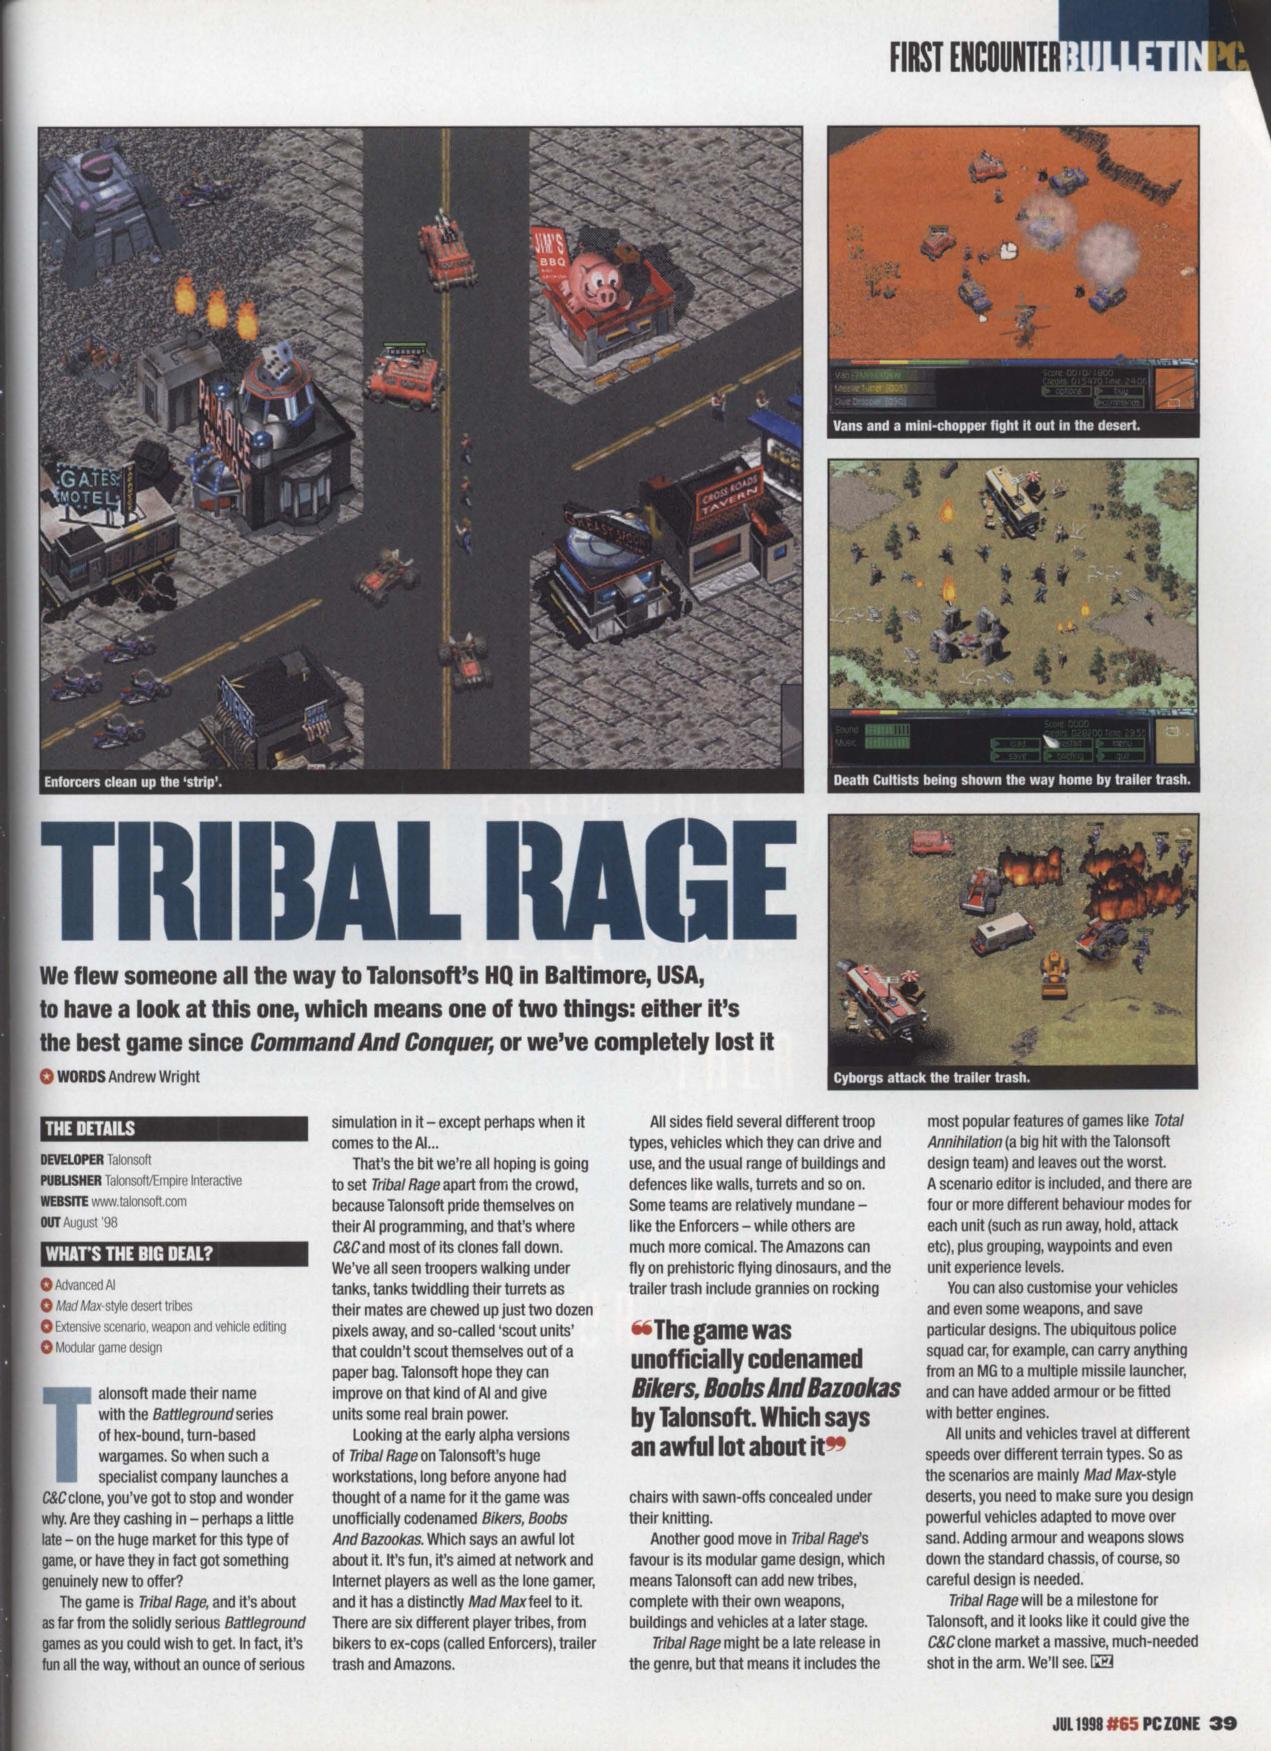 FIRST ENCOUNTER BULLETIN PC
JIM'S
BBQ
PARADICE
CASINO
GATES
MOTEL
CROSS ROADS
TAVERN
Enforcers clean up the 'strip'.
Vans and a mini-chopper fight it out in the desert.
Sound
Music
Score: 0000
load
save
menu
quit
Death Cultists being shown the way home by trailer trash.
Cyborgs attack the trailer trash.
TRIBAL RAGE
We flew someone all the way to Talonsoft's HQ in Baltimore, USA,
to have a look at this one, which means one of two things: either it's
the best game since Command And Conquer, or we've completely lost it
WORDS Andrew Wright
THE DETAILS
DEVELOPER Talonsoft
PUBLISHER Talonsoft/Empire Interactive
WEBSITE www.talonsoft.com
OUT August '98
WHAT'S THE BIG DEAL?
Advanced AI
Mad Max-style desert tribes
Extensive scenario, weapon and vehicle editing
Modular game design
Talonsoft made their name
with the Battleground series
of hex-bound, turn-based
wargames. So when such a
specialist company launches a
C&C clone, you've got to stop and wonder
why. Are they cashing in – perhaps a little
late – on the huge market for this type of
game, or have they in fact got something
genuinely new to offer?
The game is Tribal Rage, and it's about
as far from the solidly serious Battleground
games as you could wish to get. In fact, it's
fun all the way, without an ounce of serious
simulation in it – except perhaps when it
comes to the AI...
That's the bit we're all hoping is going
to set Tribal Rage apart from the crowd,
because Talonsoft pride themselves on
their AI programming, and that's where
C&C and most of its clones fall down.
We've all seen troopers walking under
tanks, tanks twiddling their turrets as
their mates are chewed up just two dozen
pixels away, and so-called 'scout units'
that couldn't scout themselves out of a
paper bag. Talonsoft hope they can
improve on that kind of AI and give
units some real brain power.
Looking at the early alpha versions
of Tribal Rage on Talonsoft's huge
workstations, long before anyone had
thought of a name for it the game was
unofficially codenamed Bikers, Boobs
And Bazookas. Which says an awful lot
about it. It's fun, it's aimed at network and
Internet players as well as the lone gamer,
and it has a distinctly Mad Max feel to it.
There are six different player tribes, from
bikers to ex-cops (called Enforcers), trailer
trash and Amazons.
All sides field several different troop
types, vehicles which they can drive and
use, and the usual range of buildings and
defences like walls, turrets and so on.
Some teams are relatively mundane –
like the Enforcers – while others are
much more comical. The Amazons can
fly on prehistoric flying dinosaurs, and the
trailer trash include grannies on rocking
“The game was
unofficially codenamed
Bikers, Boobs And Bazookas
by Talonsoft. Which says
an awful lot about it”
chairs with sawn-offs concealed under
their knitting.
Another good move in Tribal Rage's
favour is its modular game design, which
means Talonsoft can add new tribes,
complete with their own weapons,
buildings and vehicles at a later stage.
Tribal Rage might be a late release in
the genre, but that means it includes the
most popular features of games like Total
Annihilation (a big hit with the Talonsoft
design team) and leaves out the worst.
A scenario editor is included, and there are
four or more different behaviour modes for
each unit (such as run away, hold, attack
etc), plus grouping, waypoints and even
unit experience levels.
You can also customise your vehicles
and even some weapons, and save
particular designs. The ubiquitous police
squad car, for example, can carry anything
from an MG to a multiple missile launcher,
and can have added armour or be fitted
with better engines.
All units and vehicles travel at different
speeds over different terrain types. So as
the scenarios are mainly Mad Max-style
deserts, you need to make sure you design
powerful vehicles adapted to move over
sand. Adding armour and weapons slows
down the standard chassis, of course, so
careful design is needed.
Tribal Rage will be a milestone for
Talonsoft, and it looks like it could give the
C&C clone market a massive, much-needed
shot in the arm. We'll see. PCZ
JUL 1998 #65 PC ZONE 39